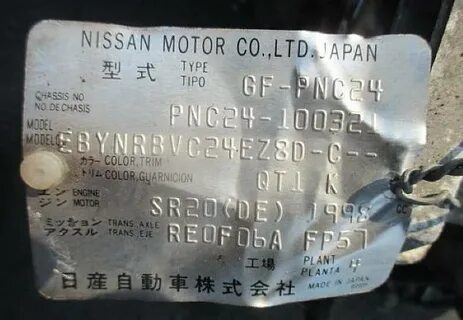 NISSAN MOTOR CO.,LTD.JAPAN
型式 TYPE TIPO GF-PNC24
CHASSIS NO
NO.DE CHASIS PNC24-100321
MODEL
MODELO EBYNRBVC24EZ8D-C--
カラー COLOR,TRIM
トリム COLOR,GUARNICION QT1 K
エン ENGINE
ジン MOTOR SR20(DE) 1998 CC
ミッション TRANS.AXLE
アクスル TRANS.EJE RE0F06A FP57
工場 PLANT
PLANTA
日産自動車株式会社 MADE IN JAPAN